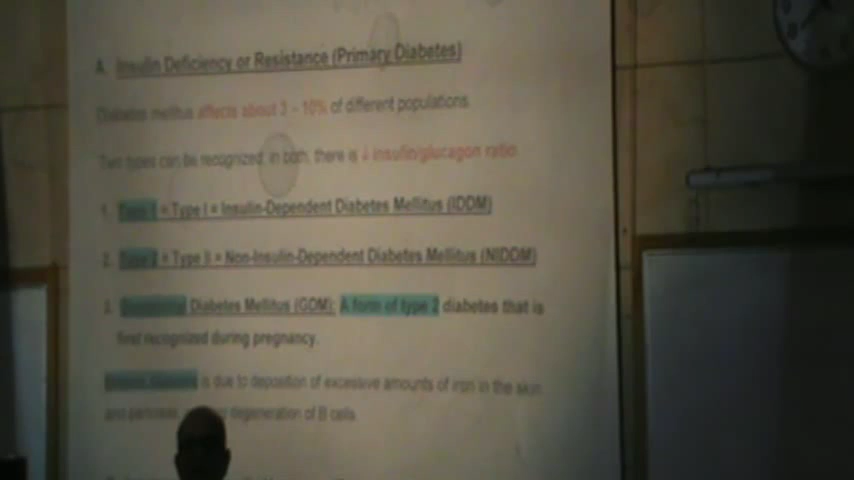 A. Insulin Deficiency or Resistance (Primary Diabetes)
Diabetes mellitus affects about 3 – 10% of different populations.
Two types can be recognized: in both, there is ↓ insulin/glucagon ratio
1. Type 1 = Type I = Insulin-Dependent Diabetes Mellitus (IDDM)
2. Type 2 = Type II = Non-Insulin-Dependent Diabetes Mellitus (NIDDM)
3. Gestational Diabetes Mellitus (GDM): A form of type 2 diabetes that is
first recognized during pregnancy.
is due to deposition of excessive amounts of iron in the skin
and pancreas degeneration of B cells.